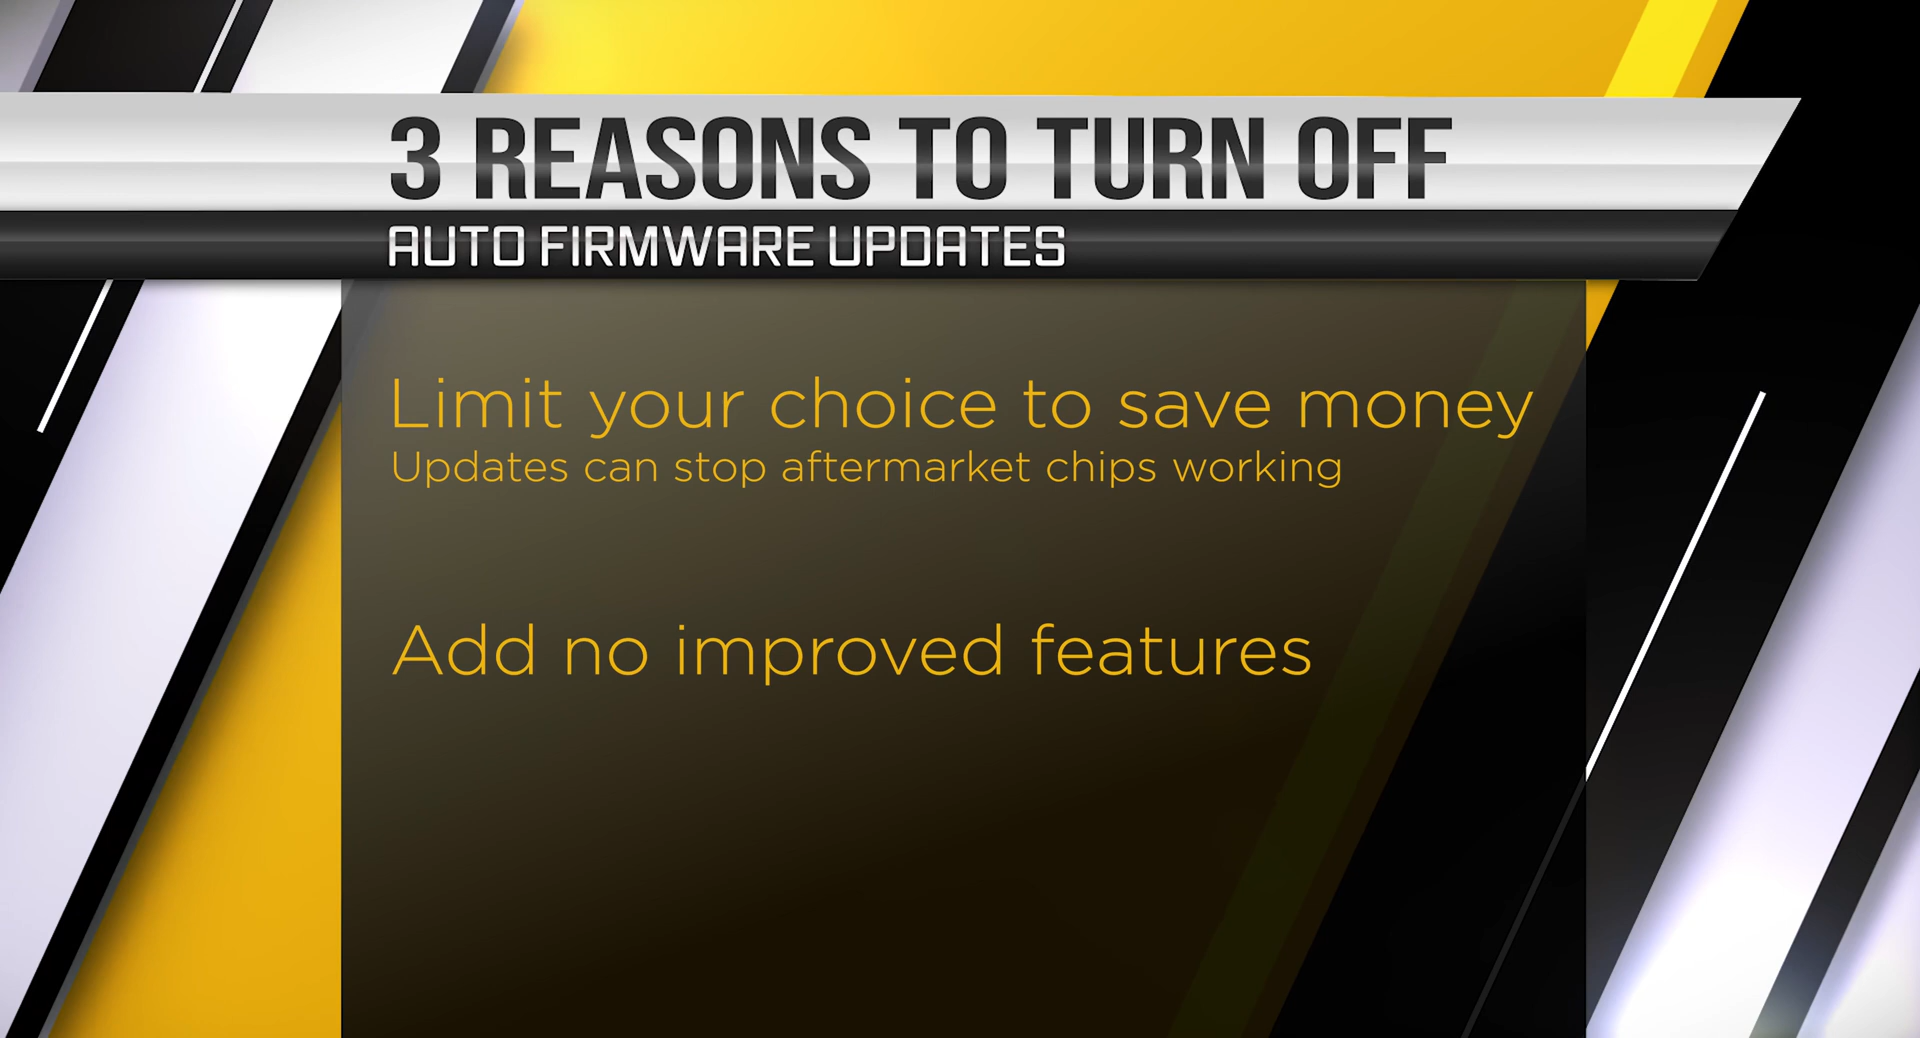 3 REASONS TO TURN OFF
AUTO FIRMWARE UPDATES
Limit your choice to save money
Updates can stop aftermarket chips working
Add no improved features